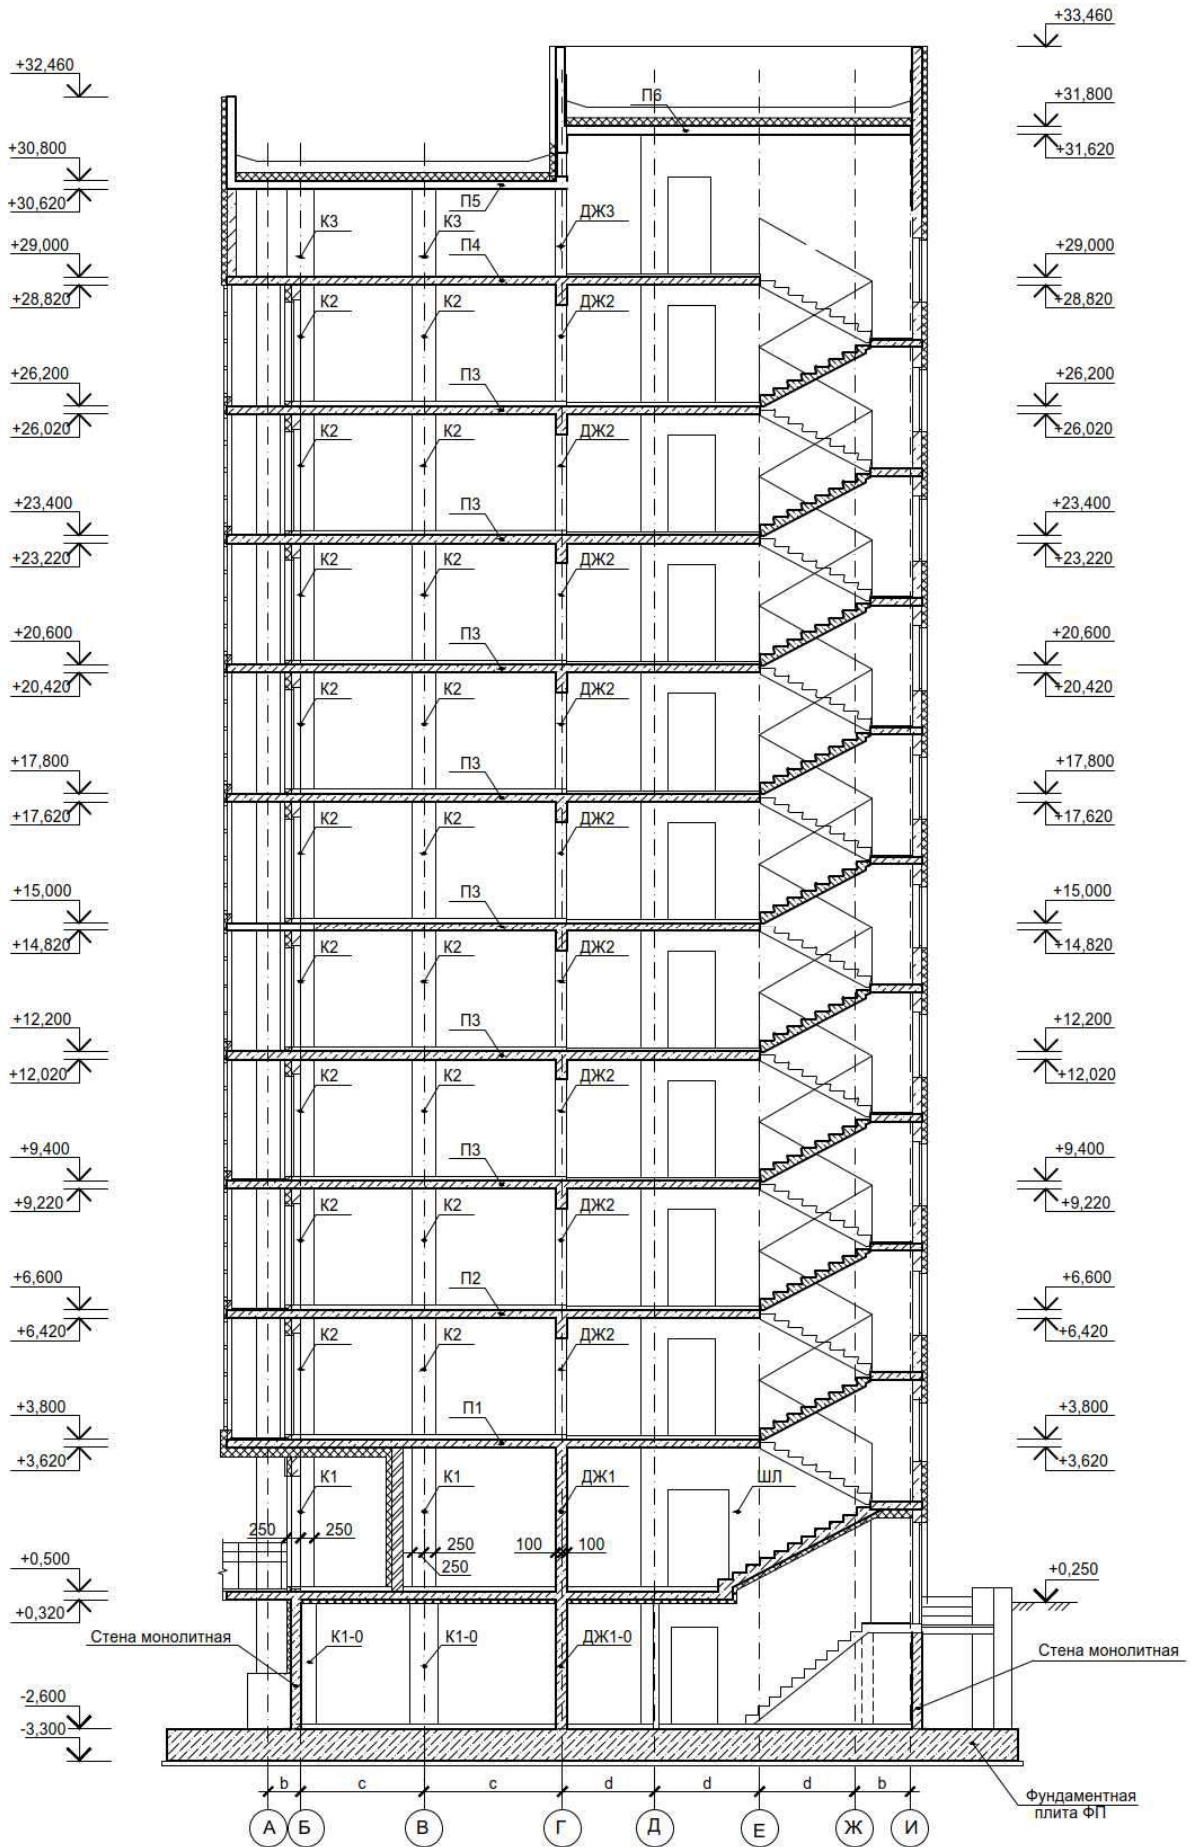 +33,460
+32,460
П6
+31,800
+31,620
+30,800
+30,620
П5
К3
К3
ДЖ3
П4
+29,000
+28,820
+29,000
+28,820
К2
К2
ДЖ2
П3
+26,200
+26,020
+26,200
+26,020
К2
К2
ДЖ2
П3
+23,400
+23,220
+23,400
+23,220
К2
К2
ДЖ2
П3
+20,600
+20,420
+20,600
+20,420
К2
К2
ДЖ2
П3
+17,800
+17,620
+17,800
+17,620
К2
К2
ДЖ2
П3
+15,000
+14,820
+15,000
+14,820
К2
К2
ДЖ2
П3
+12,200
+12,020
+12,200
+12,020
К2
К2
ДЖ2
П3
+9,400
+9,220
+9,400
+9,220
К2
К2
ДЖ2
П2
+6,600
+6,420
+6,600
+6,420
К2
К2
ДЖ2
П1
+3,800
+3,620
+3,800
+3,620
К1
К1
ДЖ1
ШЛ
250
250
250
250
100
100
+0,500
+0,320
+0,250
Стена монолитная
К1-0
К1-0
ДЖ1-0
Стена монолитная
-2,600
-3,300
Фундаментная
плита ФП
b
c
c
d
d
d
b
А
Б
В
Г
Д
Е
Ж
И